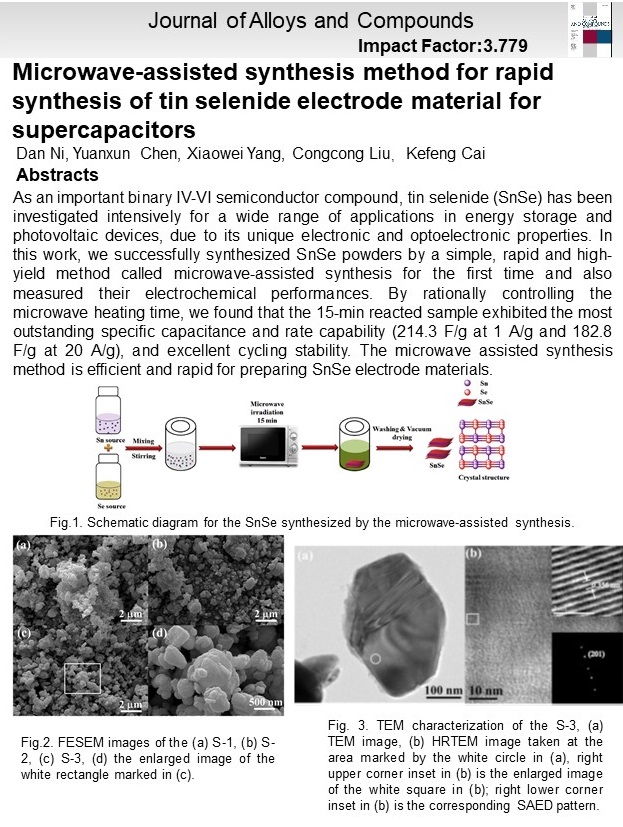 Journal of Alloys and Compounds
Impact Factor:3.779
Microwave-assisted synthesis method for rapid
synthesis of tin selenide electrode material for
supercapacitors
Dan Ni, Yuanxun Chen, Xiaowei Yang, Congcong Liu, Kefeng Cai
Abstracts
As an important binary IV-VI semiconductor compound, tin selenide (SnSe) has been
investigated intensively for a wide range of applications in energy storage and
photovoltaic devices, due to its unique electronic and optoelectronic properties. In
this work, we successfully synthesized SnSe powders by a simple, rapid and high-
yield method called microwave-assisted synthesis for the first time and also
measured their electrochemical performances. By rationally controlling the
microwave heating time, we found that the 15-min reacted sample exhibited the most
outstanding specific capacitance and rate capability (214.3 F/g at 1 A/g and 182.8
F/g at 20 A/g), and excellent cycling stability. The microwave assisted synthesis
method is efficient and rapid for preparing SnSe electrode materials.
Sn source
Mixing
Stirring
Se source
Microwave
irradiation
15 min
Washing & Vacuum
drying
SnSe
Sn
Se
SnSe
Crystal structure
Fig.1. Schematic diagram for the SnSe synthesized by the microwave-assisted synthesis.
(a)
2 μm
(b)
2 μm
(c)
2 μm
(d)
500 nm
(a)
100 nm
(b)
10 nm
(201)
Fig.2. FESEM images of the (a) S-1, (b) S-
2, (c) S-3, (d) the enlarged image of the
white rectangle marked in (c).
Fig. 3. TEM characterization of the S-3, (a)
TEM image, (b) HRTEM image taken at the
area marked by the white circle in (a), right
upper corner inset in (b) is the enlarged image
of the white square in (b); right lower corner
inset in (b) is the corresponding SAED pattern.